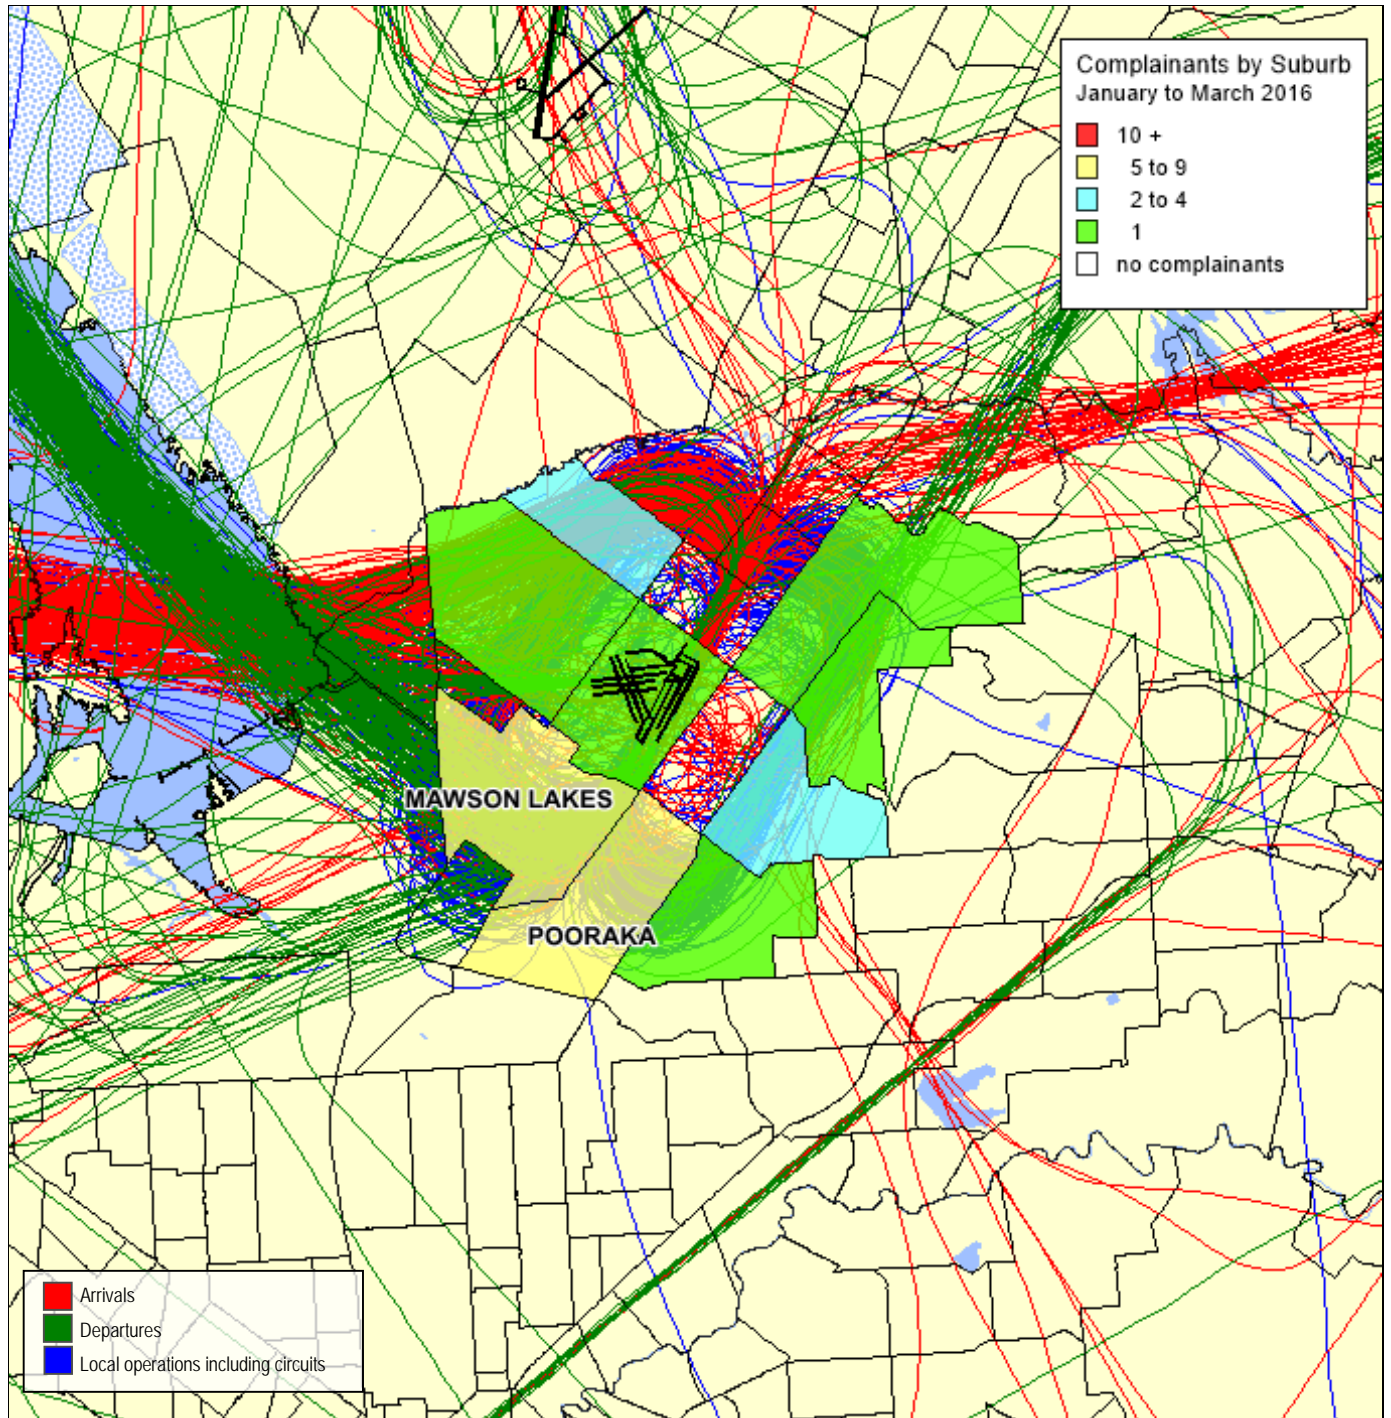 Complainants by Suburb
January to March 2016
10 +
5 to 9
2 to 4
1
no complainants
MAWSON LAKES
POORAKA
Arrivals
Departures
Local operations including circuits